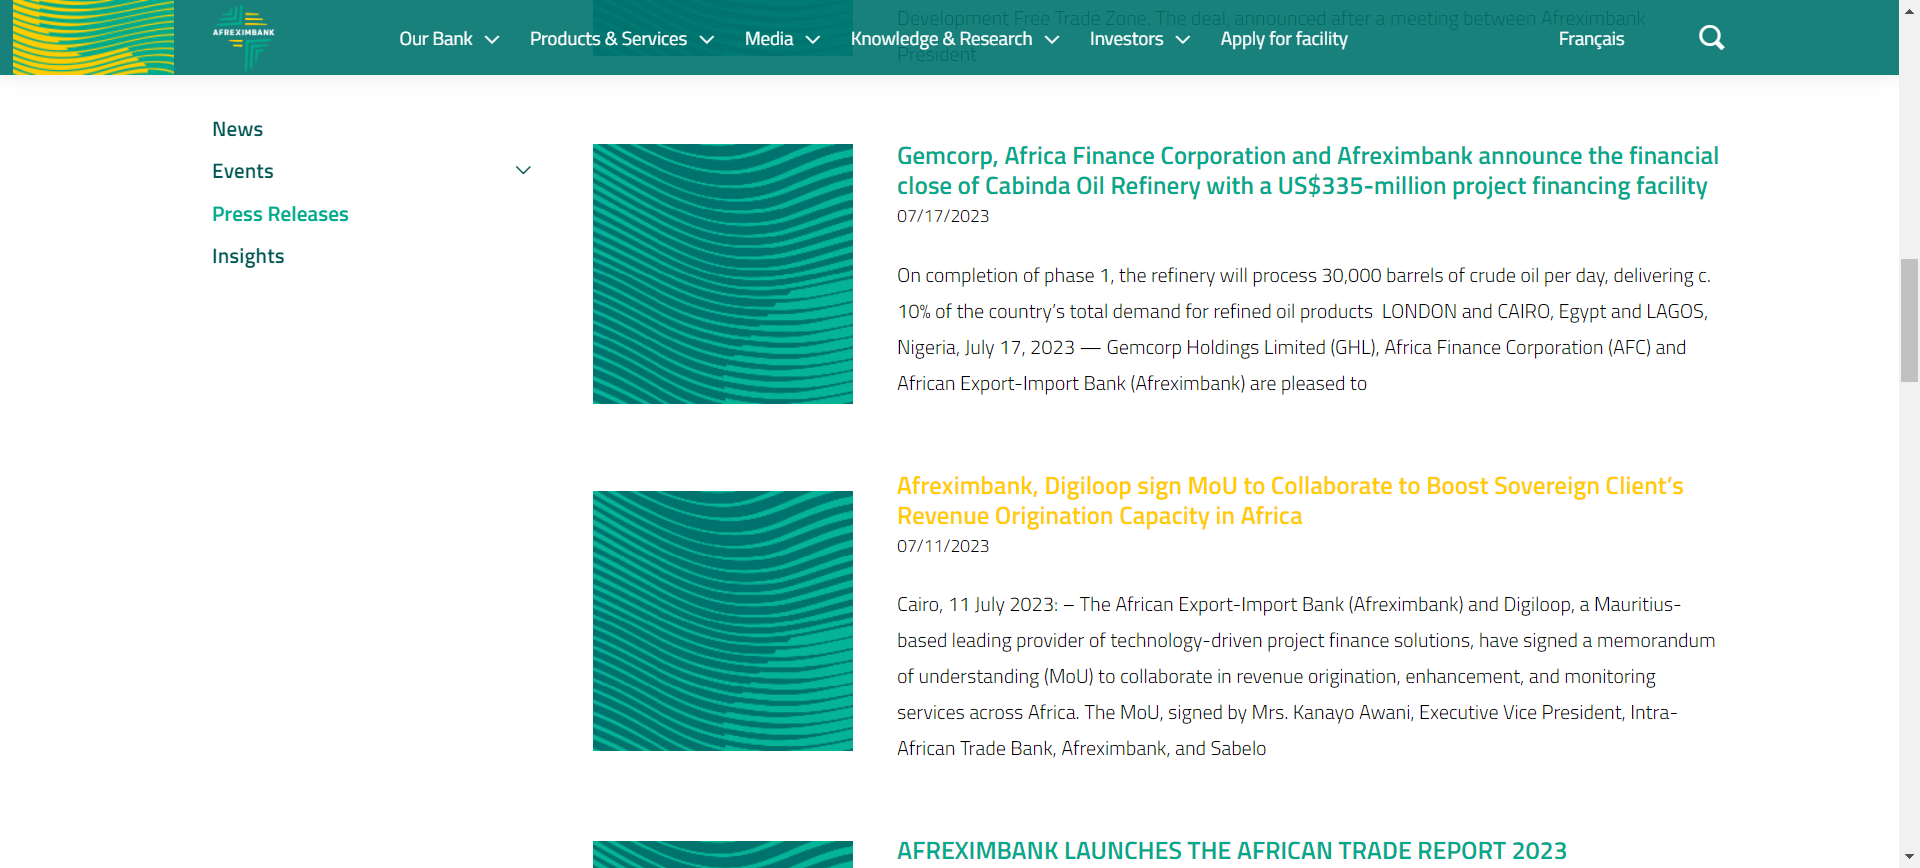 Development Free Trade Zone. The deal, announced after a meeting between Afreximbank
President
AFREXIMBANK
Our Bank
Products & Services
Media
Knowledge & Research
Investors
Apply for facility
Français
News
Events
Press Releases
Insights
Gemcorp, Africa Finance Corporation and Afreximbank announce the financial
close of Cabinda Oil Refinery with a US$335-million project financing facility
07/17/2023
On completion of phase 1, the refinery will process 30,000 barrels of crude oil per day, delivering c.
10% of the country’s total demand for refined oil products  LONDON and CAIRO, Egypt and LAGOS,
Nigeria, July 17, 2023 — Gemcorp Holdings Limited (GHL), Africa Finance Corporation (AFC) and
African Export-Import Bank (Afreximbank) are pleased to
Afreximbank, Digiloop sign MoU to Collaborate to Boost Sovereign Client’s
Revenue Origination Capacity in Africa
07/11/2023
Cairo, 11 July 2023: – The African Export-Import Bank (Afreximbank) and Digiloop, a Mauritius-
based leading provider of technology-driven project finance solutions, have signed a memorandum
of understanding (MoU) to collaborate in revenue origination, enhancement, and monitoring
services across Africa. The MoU, signed by Mrs. Kanayo Awani, Executive Vice President, Intra-
African Trade Bank, Afreximbank, and Sabelo
AFREXIMBANK LAUNCHES THE AFRICAN TRADE REPORT 2023